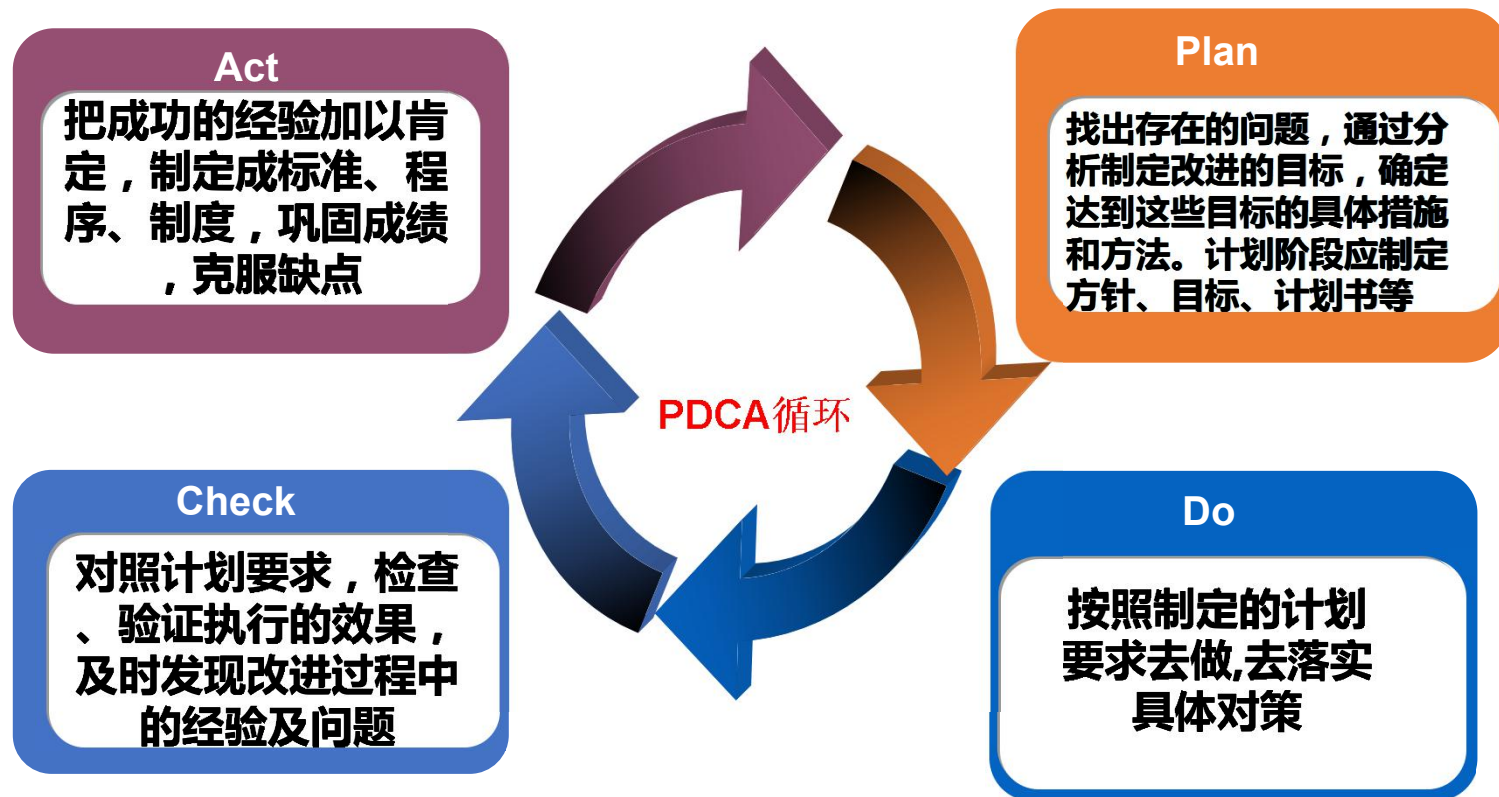 Act
把成功的经验加以肯
定，制定成标准、程
序、制度，巩固成绩
，克服缺点
Plan
找出存在的问题，通过分
析制定改进的目标，确定
达到这些目标的具体措施
和方法。计划阶段应制定
方针、目标、计划书等
PDCA循环
Check
对照计划要求，检查
、验证执行的效果，
及时发现改进过程中
的经验及问题
Do
按照制定的计划
要求去做,去落实
具体对策